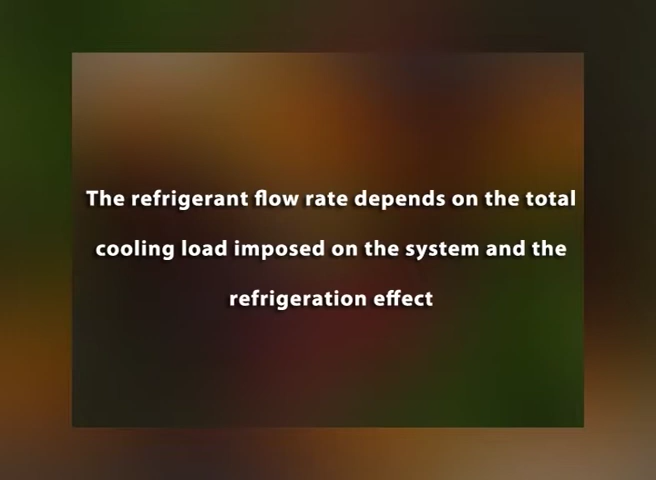 The refrigerant flow rate depends on the total
cooling load imposed on the system and the
refrigeration effect